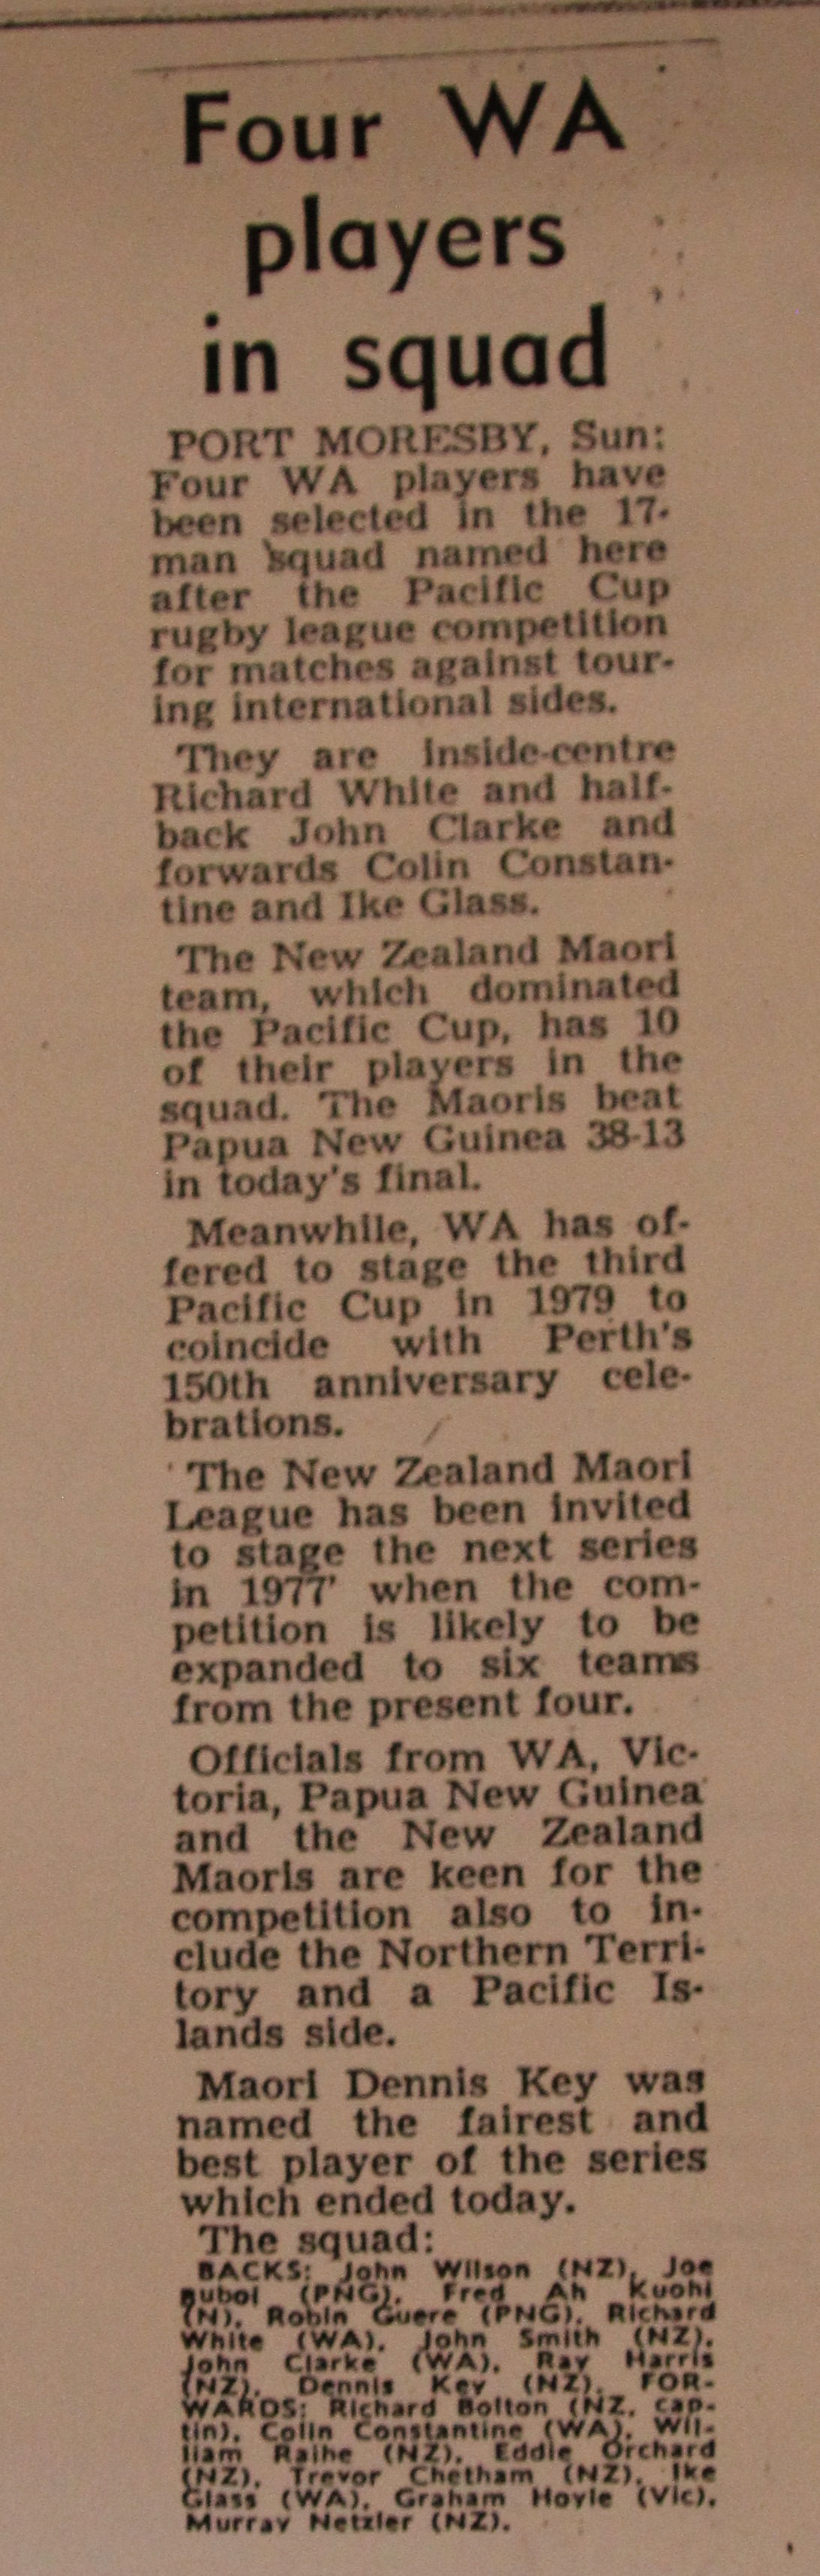 Four WA
players
in squad
PORT MORESBY, Sun:
Four WA players have
been selected in the 17-
man squad named here
after the Pacific Cup
rugby league competition
for matches against tour-
ing international sides.
They are inside-centre
Richard White and half-
back John Clarke and
forwards Colin Constan-
tine and Ike Glass.
The New Zealand Maori
team, which dominated
the Pacific Cup, has 10
of their players in the
squad. The Maoris beat
Papua New Guinea 38-13
in today's final.
Meanwhile, WA has of-
fered to stage the third
Pacific Cup in 1979 to
coincide with Perth's
150th anniversary cele-
brations.
The New Zealand Maori
League has been invited
to stage the next series
in 1977 when the com-
petition is likely to be
expanded to six teams
from the present four.
Officials from WA, Vic-
toria, Papua New Guinea
and the New Zealand
Maoris are keen for the
competition also to in-
clude the Northern Terri-
tory and a Pacific Is-
lands side.
Maori Dennis Key was
named the fairest and
best player of the series
which ended today.
The squad:
BACKS: John Wilson (NZ), Joe
Bubol (PNG), Fred Ah Kuohi
(N), Robin Guere (PNG), Richard
White (WA), John Smith (NZ),
John Clarke (WA), Ray Harris
(NZ), Dennis Key (NZ). FOR-
WARDS: Richard Bolton (NZ, cap-
tin), Colin Constantine (WA), Wil-
liam Raihe (NZ), Eddie Orchard
(NZ), Trevor Chetham (NZ), Ike
Glass (WA), Graham Hoyle (Vic),
Murray Netzler (NZ).